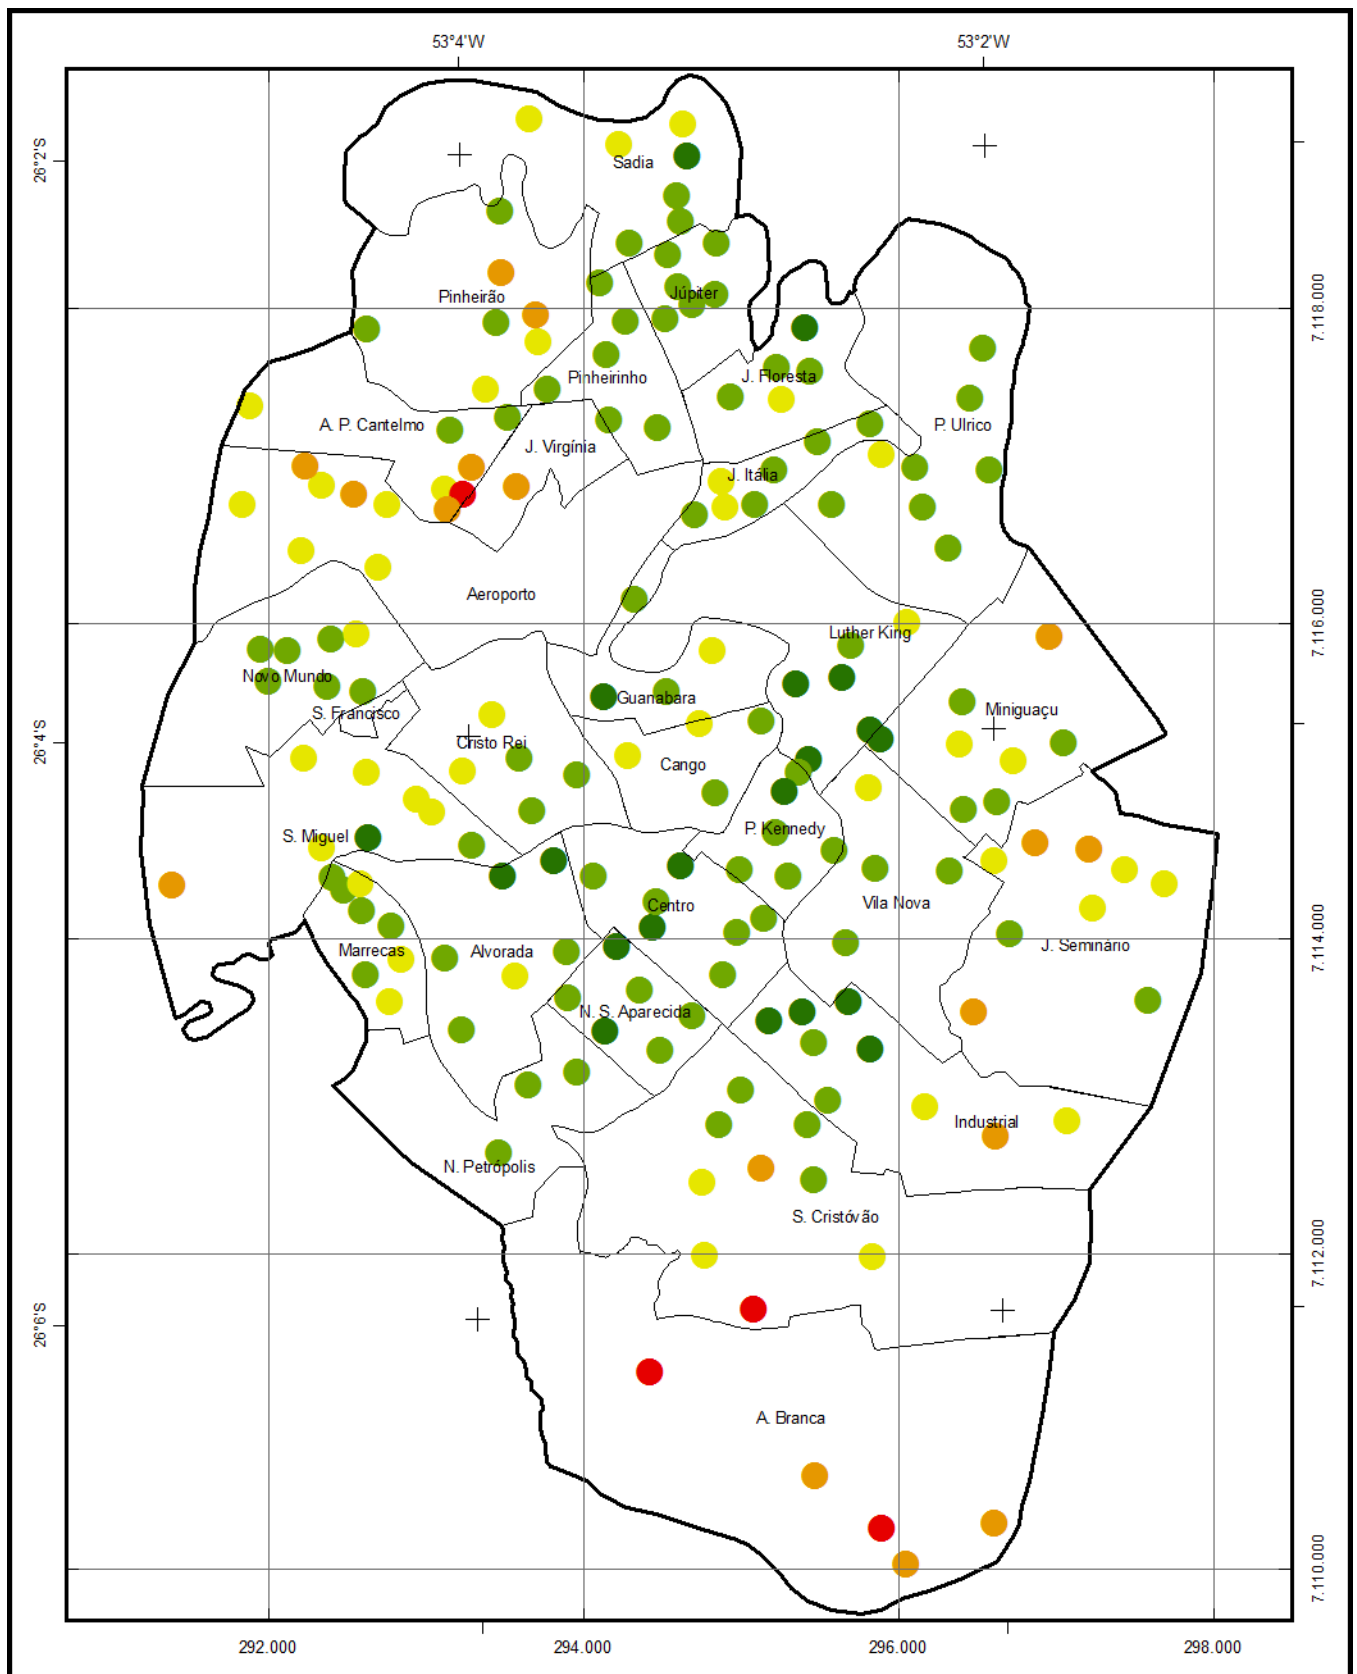 53°4'W
53°2'W
26°2'S
Sadia
Pinheirão
Júpiter
7.118.000
Pinheirinho
J. Floresta
A. P. Cantelmo
P. Ulrico
J. Virgínia
J. Itália
Aeroporto
7.116.000
Luther King
Novo Mundo
Guanabara
S. Francisco
Miniguaçu
26°4'S
Cristo Rei
Cango
S. Miguel
P. Kennedy
Centro
Vila Nova
7.114.000
Marrecas
Alvorada
J. Seminário
N. S. Aparecida
Industrial
N. Petrópolis
S. Cristóvão
7.112.000
26°6'S
A. Branca
7.110.000
292.000
294.000
296.000
298.000